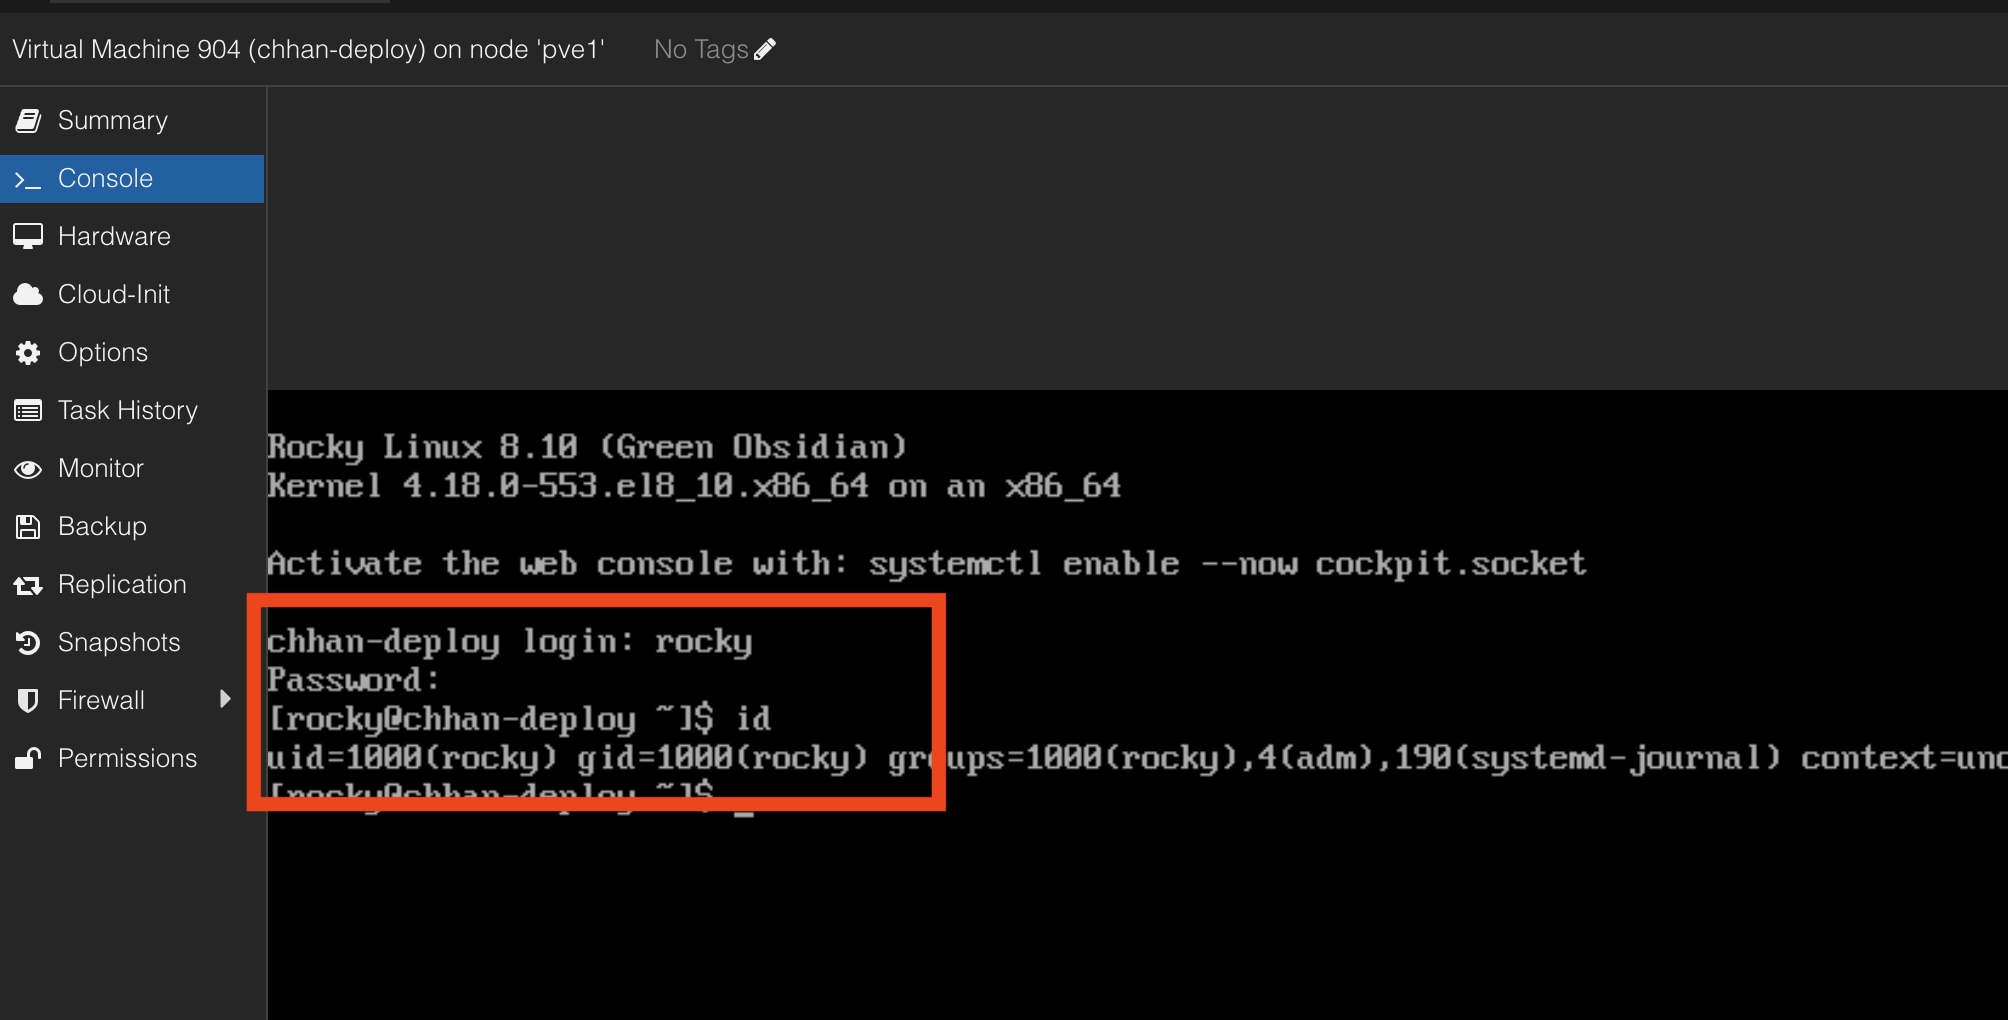 Virtual Machine 904 (chhan-deploy) on node 'pve1' No Tags
Summary
Console
Hardware
Cloud-Init
Options
Task History
Monitor
Backup
Replication
Snapshots
Firewall
Permissions
Rocky Linux 8.10 (Green Obsidian)
Kernel 4.18.0-553.el8_10.x86_64 on an x86_64
Activate the web console with: systemctl enable --now cockpit.socket
chhan-deploy login: rocky
Password:
[rocky@chhan-deploy ~]$ id
uid=1000(rocky) gid=1000(rocky) groups=1000(rocky),4(adm),190(systemd-journal) context=unc
[rocky@chhan-deploy ~]$ _